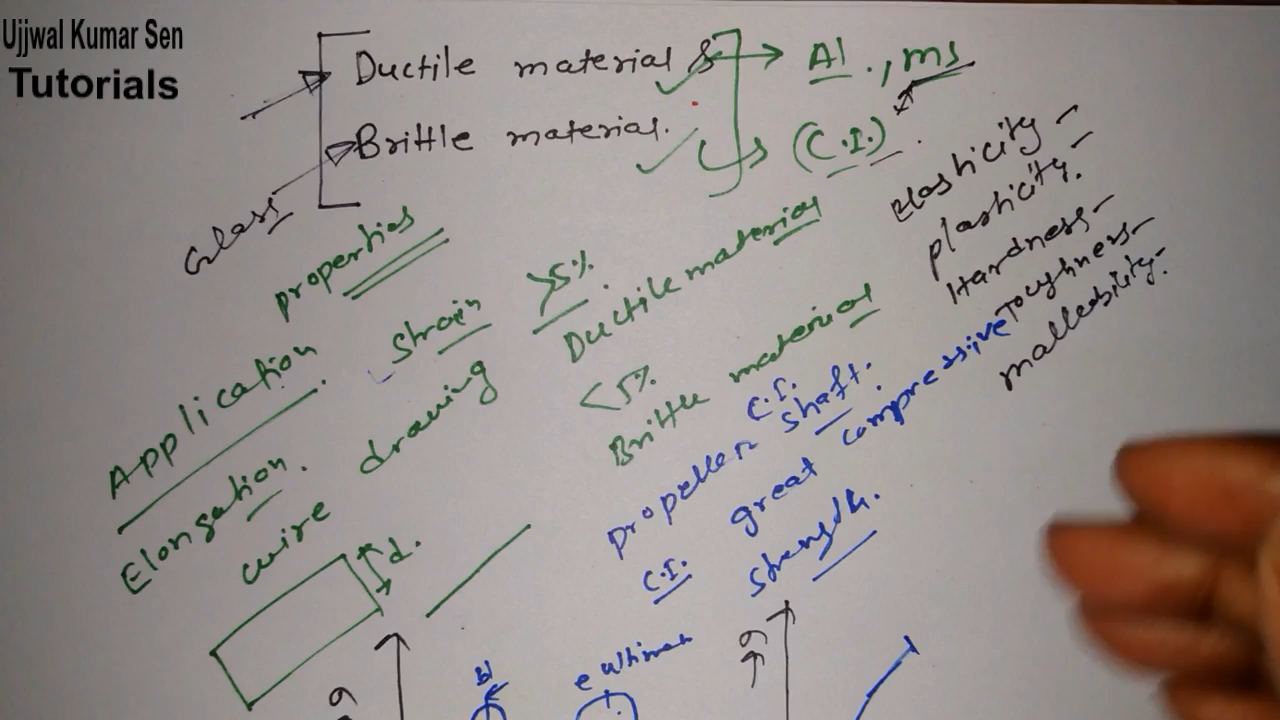 Ujjwal Kumar Sen
Tutorials
Ductile material & → Al., ms
Brittle material. (C.I.)
Glass
properties
Application
strain >5%
Ductile material
Elasticity -
plasticity. -
Hardness -
Toughness -
malleability. -
Elongation.
wire drawing
<5%
Brittle material
C.I.
propeller shaft.
C.I. great compressive
strength.
d.
σ
e ultiman
σ